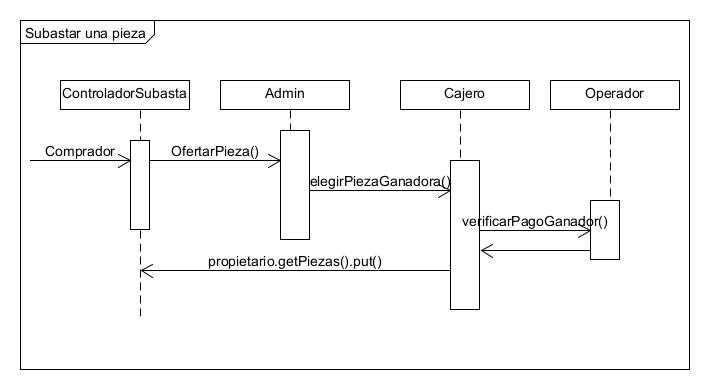 Subastar una pieza
ControladorSubasta
Admin
Cajero
Operador
Comprador
OfertarPieza()
elegirPiezaGanadora()
verificarPagoGanador()
propietario.getPiezas().put()